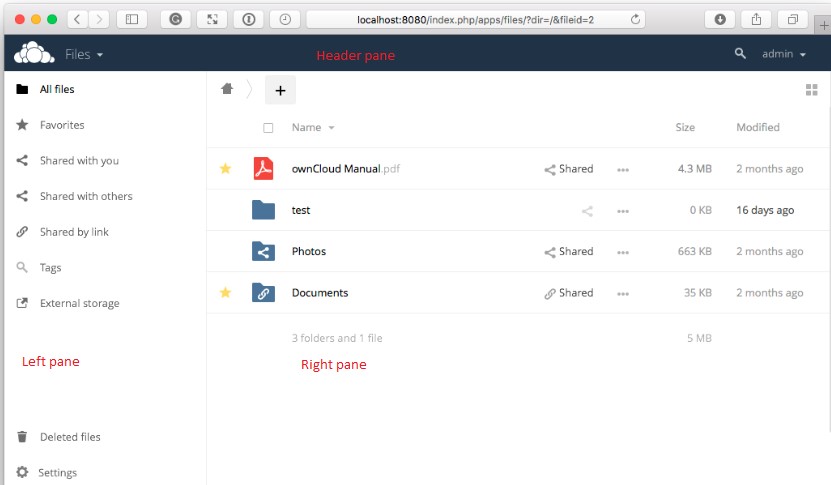 localhost:8080/index.php/apps/files/?dir=/&fileid=2
Files
Header pane
admin
All files
Favorites
Shared with you
Shared with others
Shared by link
Tags
External storage
Left pane
Deleted files
Settings
+
Name Size Modified
ownCloud Manual.pdf Shared ••• 4.3 MB 2 months ago
test ••• 0 KB 16 days ago
Photos Shared ••• 663 KB 2 months ago
Documents Shared ••• 35 KB 2 months ago
3 folders and 1 file 5 MB
Right pane